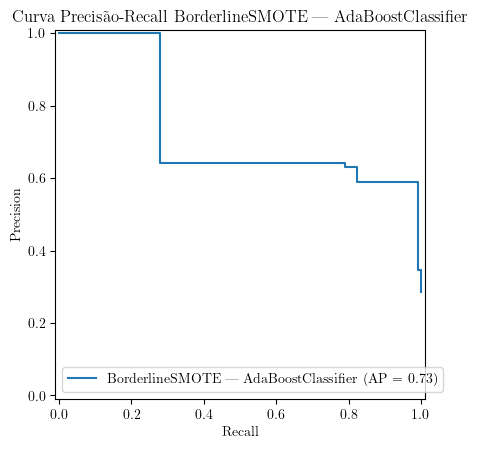 Curva Precisão-Recall BorderlineSMOTE — AdaBoostClassifier
1.0
0.8
0.6
0.4
0.2
0.0
Precision
BorderlineSMOTE — AdaBoostClassifier (AP = 0.73)
0.0 0.2 0.4 0.6 0.8 1.0
Recall